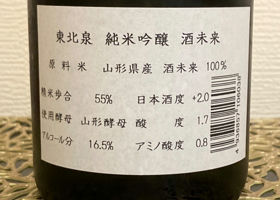 東北泉 純米吟醸 酒未来
原料米 山形県産 酒未来 100%
精米歩合 55% 日本酒度 +2.0
使用酵母 山形酵母 酸度 1.7
アルコール分 16.5% アミノ酸度 0.8
4936857106038